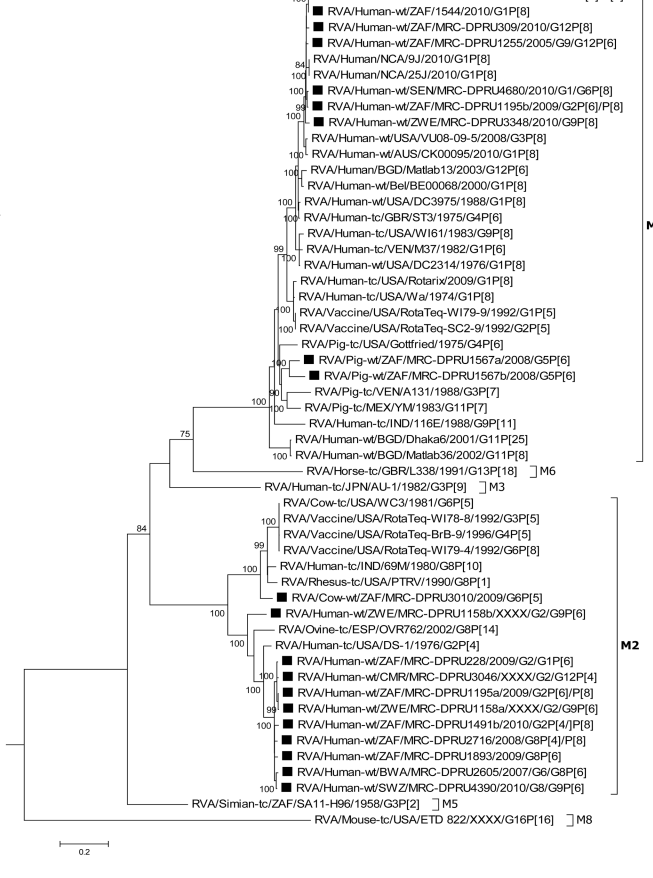 RVA/Human-wt/ZAF/1544/2010/G1P[8]
RVA/Human-wt/ZAF/MRC-DPRU309/2010/G12P[8]
RVA/Human-wt/ZAF/MRC-DPRU1255/2005/G9/G12P[6]
RVA/Human/NCA/9J/2010/G1P[8]
84
RVA/Human/NCA/25J/2010/G1P[8]
100
RVA/Human-wt/SEN/MRC-DPRU4680/2010/G1/G6P[8]
100
RVA/Human-wt/ZAF/MRC-DPRU1195b/2009/G2P[6]/P[8]
99
100
RVA/Human-wt/ZWE/MRC-DPRU3348/2010/G9P[8]
RVA/Human-wt/USA/VU08-09-5/2008/G3P[8]
RVA/Human-wt/AUS/CK00095/2010/G1P[8]
100
RVA/Human/BGD/Matlab13/2003/G12P[6]
RVA/Human-wt/Bel/BE00068/2000/G1P[8]
RVA/Human-wt/USA/DC3975/1988/G1P[8]
100
RVA/Human-tc/GBR/ST3/1975/G4P[6]
100
M
RVA/Human-tc/USA/WI61/1983/G9P[8]
RVA/Human-tc/VEN/M37/1982/G1P[6]
99
100
RVA/Human-wt/USA/DC2314/1976/G1P[8]
RVA/Human-tc/USA/Rotarix/2009/G1P[8]
RVA/Human-tc/USA/Wa/1974/G1P[8]
100
RVA/Vaccine/USA/RotaTeq-WI79-9/1992/G1P[5]
RVA/Vaccine/USA/RotaTeq-SC2-9/1992/G2P[5]
100
RVA/Pig-tc/USA/Gottfried/1975/G4P[6]
RVA/Pig-wt/ZAF/MRC-DPRU1567a/2008/G5P[6]
100
RVA/Pig-wt/ZAF/MRC-DPRU1567b/2008/G5P[6]
RVA/Pig-tc/VEN/A131/1988/G3P[7]
90
100
RVA/Pig-tc/MEX/YM/1983/G11P[7]
100
RVA/Human-tc/IND/116E/1988/G9P[11]
75
RVA/Human-wt/BGD/Dhaka6/2001/G11P[25]
RVA/Human-wt/BGD/Matlab36/2002/G11P[8]
100
RVA/Horse-tc/GBR/L338/1991/G13P[18] M6
RVA/Human-tc/JPN/AU-1/1982/G3P[9] M3
RVA/Cow-tc/USA/WC3/1981/G6P[5]
RVA/Vaccine/USA/RotaTeq-WI78-8/1992/G3P[5]
100
84
RVA/Vaccine/USA/RotaTeq-BrB-9/1996/G4P[5]
99
RVA/Vaccine/USA/RotaTeq-WI79-4/1992/G6P[8]
RVA/Human-tc/IND/69M/1980/G8P[10]
100
RVA/Rhesus-tc/USA/PTRV/1990/G8P[1]
RVA/Cow-wt/ZAF/MRC-DPRU3010/2009/G6P[5]
100
RVA/Human-wt/ZWE/MRC-DPRU1158b/XXXX/G2/G9P[6]
RVA/Ovine-tc/ESP/OVR762/2002/G8P[14]
100
RVA/Human-tc/USA/DS-1/1976/G2P[4]
M2
RVA/Human-wt/ZAF/MRC-DPRU228/2009/G2/G1P[6]
100
RVA/Human-wt/CMR/MRC-DPRU3046/XXXX/G2/G12P[4]
100
RVA/Human-wt/ZAF/MRC-DPRU1195a/2009/G2P[6]/P[8]
RVA/Human-wt/ZWE/MRC-DPRU1158a/XXXX/G2/G9P[6]
99
100
RVA/Human-wt/ZAF/MRC-DPRU1491b/2010/G2P[4/]P[8]
RVA/Human-wt/ZAF/MRC-DPRU2716/2008/G8P[4]/P[8]
RVA/Human-wt/ZAF/MRC-DPRU1893/2009/G8P[6]
RVA/Human-wt/BWA/MRC-DPRU2605/2007/G6/G8P[6]
RVA/Human-wt/SWZ/MRC-DPRU4390/2010/G8/G9P[6]
100
RVA/Simian-tc/ZAF/SA11-H96/1958/G3P[2] M5
RVA/Mouse-tc/USA/ETD 822/XXXX/G16P[16] M8
0.2